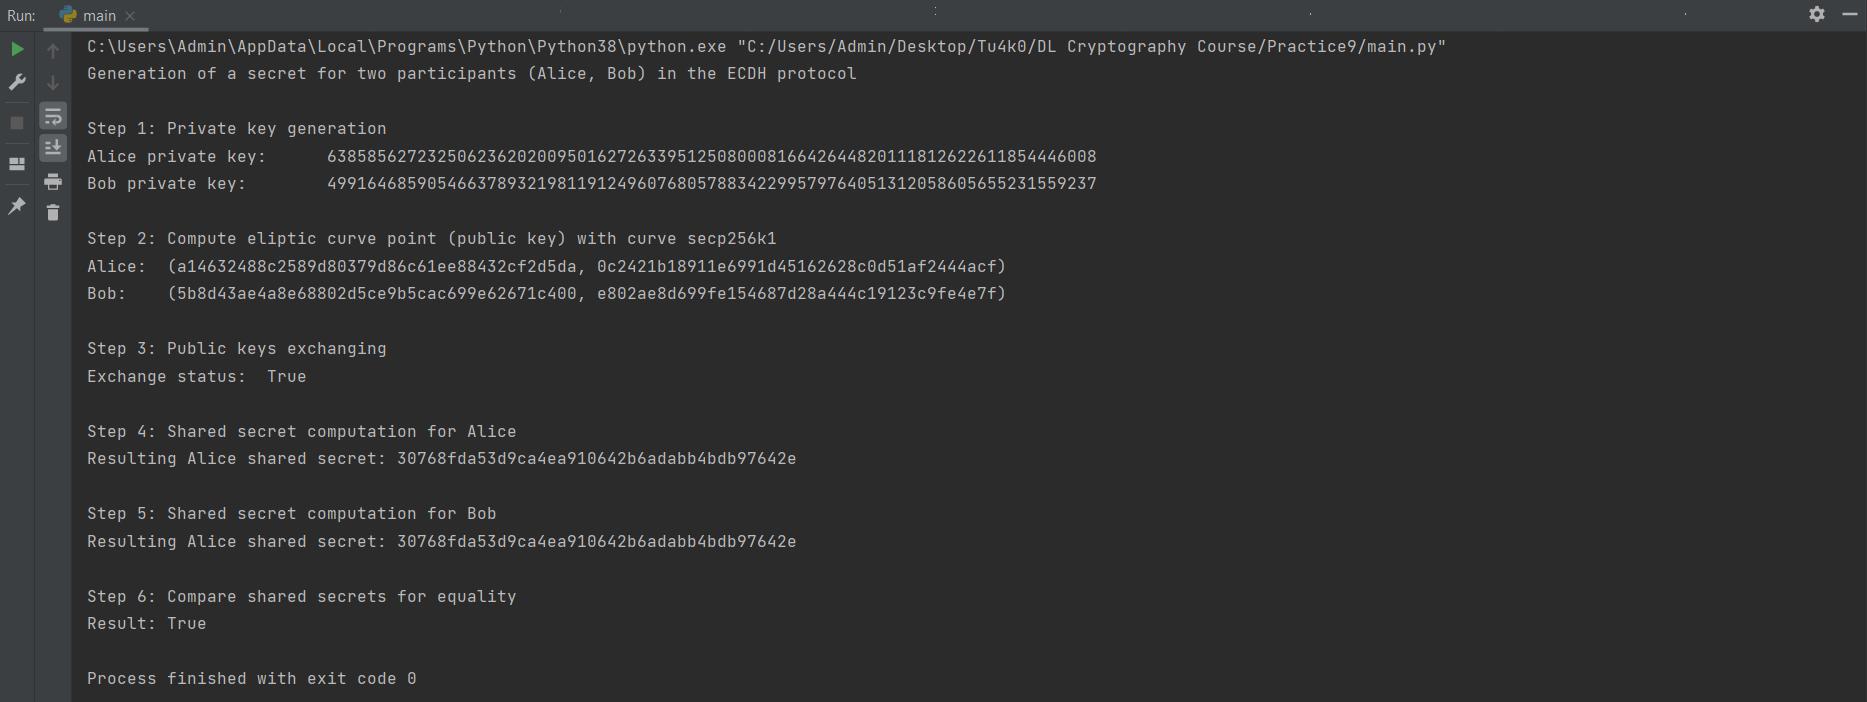 Run: main
C:\Users\Admin\AppData\Local\Programs\Python\Python38\python.exe "C:/Users/Admin/Desktop/Tu4k0/DL Cryptography Course/Practice9/main.py"
Generation of a secret for two participants (Alice, Bob) in the ECDH protocol
Step 1: Private key generation
Alice private key: 63858562723250623620200950162726339512508000816642644820111812622611854446008
Bob private key: 49916468590546637893219811912496076805788342299579764051312058605655231559237
Step 2: Compute eliptic curve point (public key) with curve secp256k1
Alice: (a14632488c2589d80379d86c61ee88432cf2d5da, 0c2421b18911e6991d45162628c0d51af2444acf)
Bob: (5b8d43ae4a8e68802d5ce9b5cac699e62671c400, e802ae8d699fe154687d28a444c19123c9fe4e7f)
Step 3: Public keys exchanging
Exchange status: True
Step 4: Shared secret computation for Alice
Resulting Alice shared secret: 30768fda53d9ca4ea910642b6adabb4bdb97642e
Step 5: Shared secret computation for Bob
Resulting Alice shared secret: 30768fda53d9ca4ea910642b6adabb4bdb97642e
Step 6: Compare shared secrets for equality
Result: True
Process finished with exit code 0